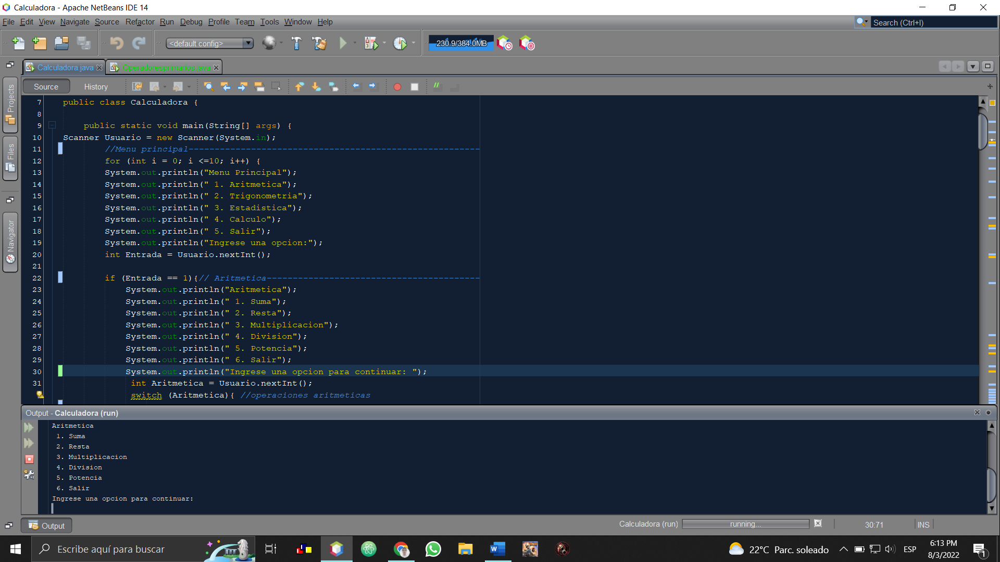 Calculadora - Apache NetBeans IDE 14
File Edit View Navigate Source Refactor Run Debug Profile Team Tools Window Help
Search (Ctrl+I)
<default config>
230.9/384.0MB
Calculadora.java
Operadoresprimarios.java
Source History
Projects
Files
Navigator
7 public class Calculadora {
8
9 public static void main(String[] args) {
10 Scanner Usuario = new Scanner(System.in);
11 //Menu principal--------------------------------------------------------
12 for (int i = 0; i <=10; i++) {
13 System.out.println("Menu Principal");
14 System.out.println(" 1. Aritmetica");
15 System.out.println(" 2. Trigonometria");
16 System.out.println(" 3. Estadistica");
17 System.out.println(" 4. Calculo");
18 System.out.println(" 5. Salir");
19 System.out.println("Ingrese una opcion:");
20 int Entrada = Usuario.nextInt();
21
22 if (Entrada == 1){// Aritmetica-----------------------------------------
23 System.out.println("Aritmetica");
24 System.out.println(" 1. Suma");
25 System.out.println(" 2. Resta");
26 System.out.println(" 3. Multiplicacion");
27 System.out.println(" 4. Division");
28 System.out.println(" 5. Potencia");
29 System.out.println(" 6. Salir");
30 System.out.println("Ingrese una opcion para continuar: ");
31 int Aritmetica = Usuario.nextInt();
switch (Aritmetica){ //operaciones aritmeticas
Output - Calculadora (run)
Aritmetica
1. Suma
2. Resta
3. Multiplicacion
4. Division
5. Potencia
6. Salir
Ingrese una opcion para continuar:
Output
Calculadora (run) running... 30:71 INS
Escribe aquí para buscar
22°C Parc. soleado
ESP
6:13 PM
8/3/2022
1